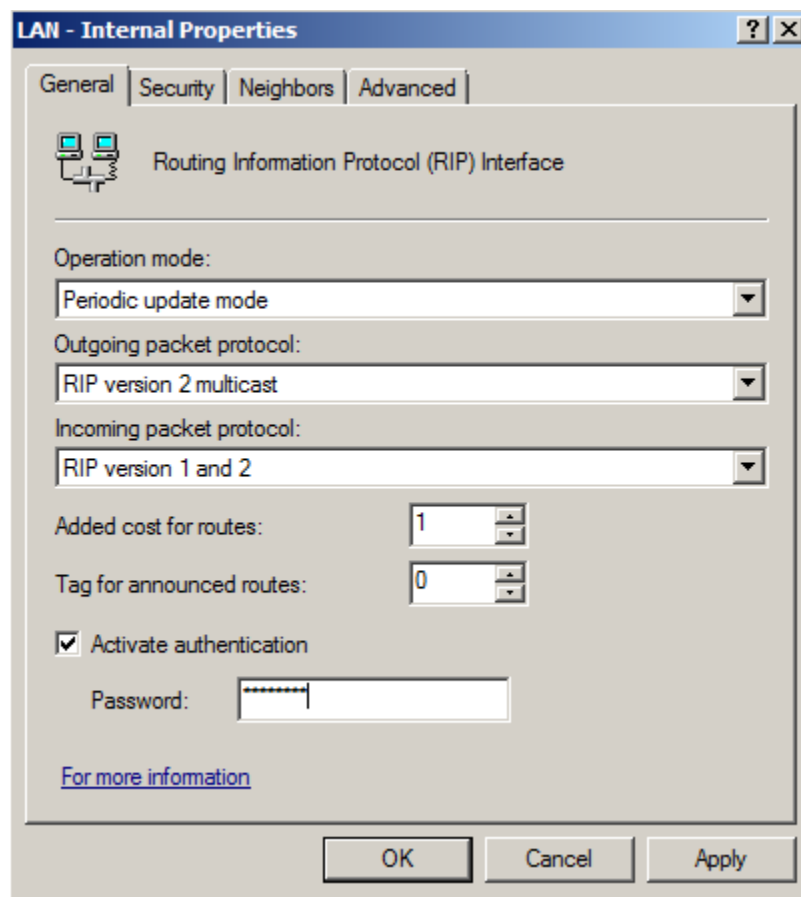 LAN - Internal Properties
General Security Neighbors Advanced
Routing Information Protocol (RIP) Interface
Operation mode:
Periodic update mode
Outgoing packet protocol:
RIP version 2 multicast
Incoming packet protocol:
RIP version 1 and 2
Added cost for routes: 1
Tag for announced routes: 0
Activate authentication
Password: ********
For more information
OK Cancel Apply